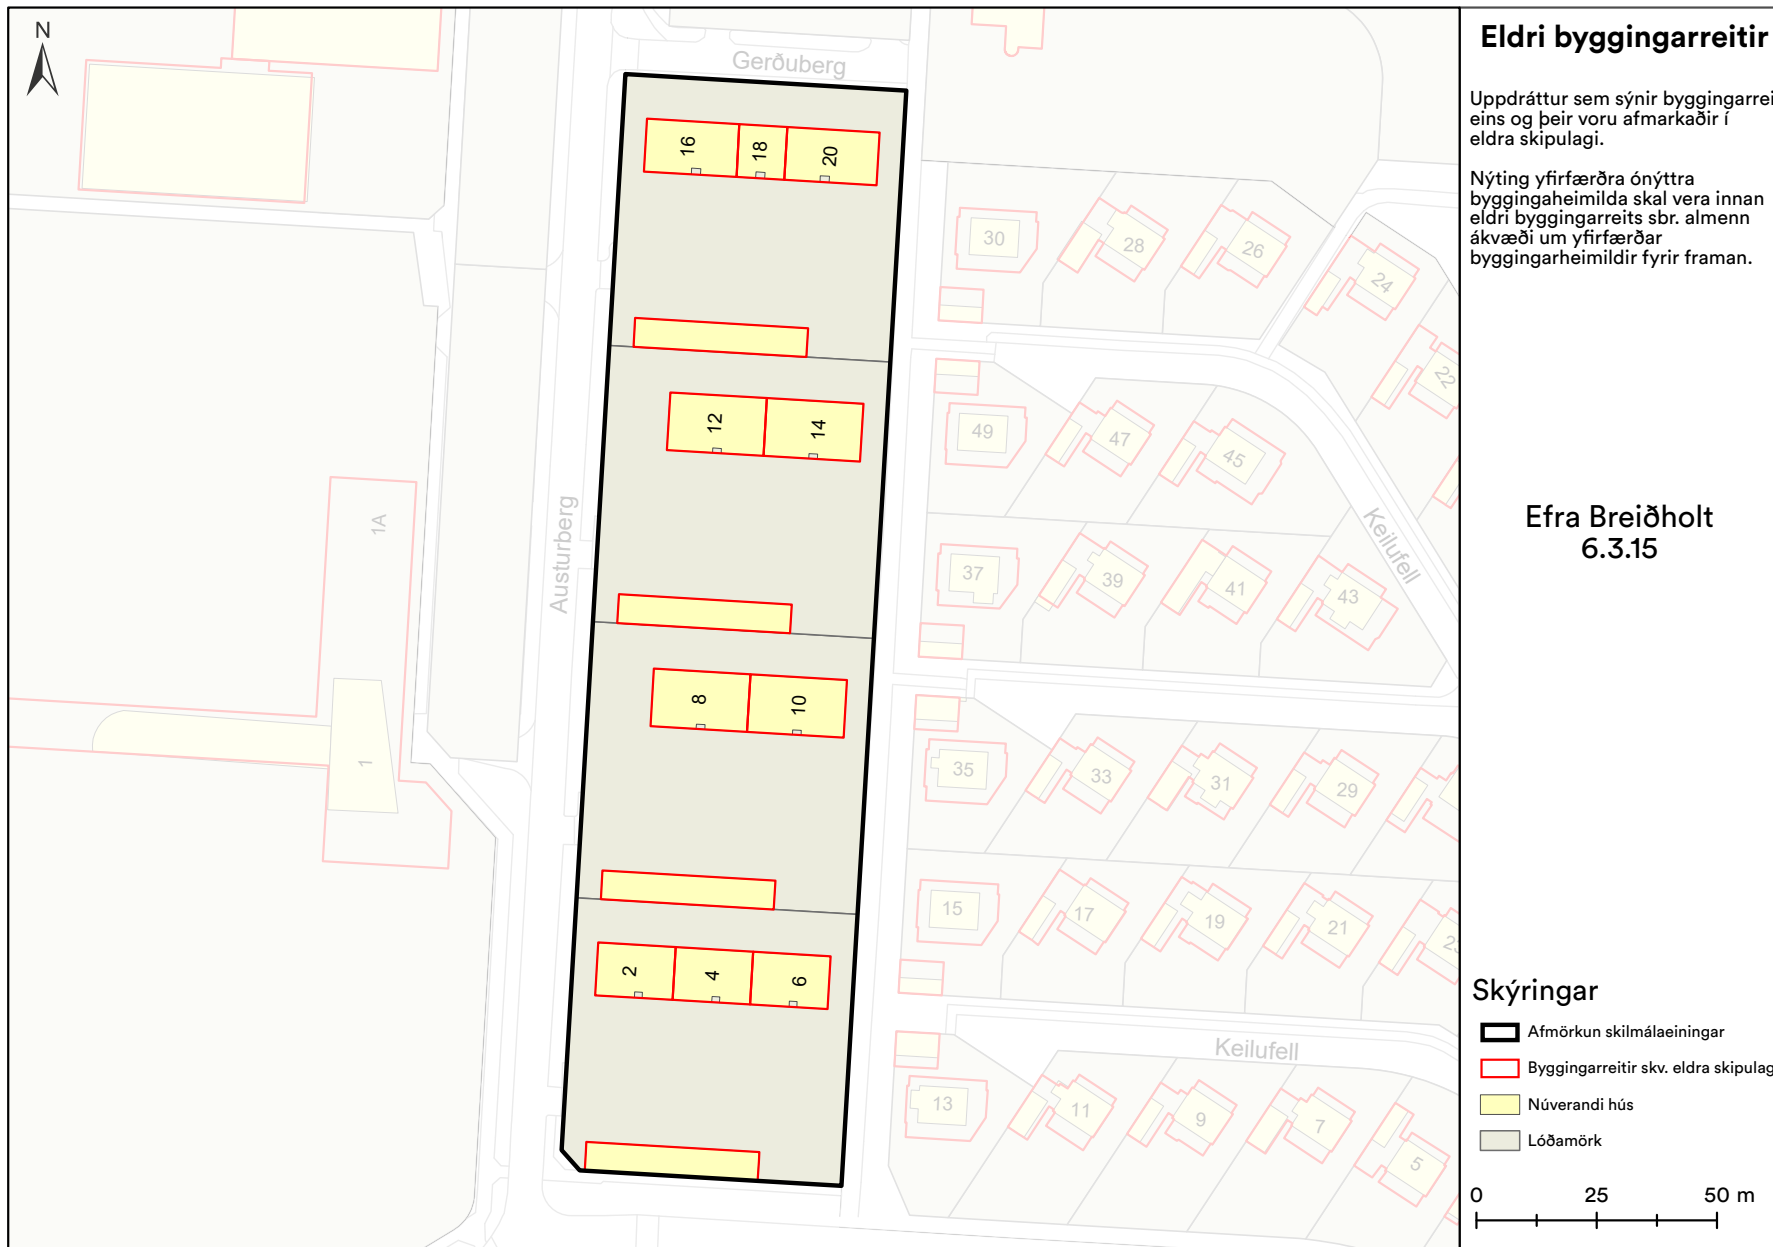 Eldri byggingarreitir
Uppdráttur sem sýnir byggingarrei
eins og þeir voru afmarkaðir í
eldra skipulagi.
Nýting yfirfærðra ónýttra
byggingaheimilda skal vera innan
eldri byggingarreits sbr. almenn
ákvæði um yfirfærðar
byggingarheimildir fyrir framan.
Efra Breiðholt
6.3.15
Skýringar
Afmörkun skilmálaeiningar
Byggingarreitir skv. eldra skipulag
Núverandi hús
Lóðamörk
0 25 50 m
N
Gerðuberg
16 18 20
30 28 26 24
22
12 14
49 47 45
Keilufell
1A
Austurberg
37 39 41 43
8 10
1
35 33 31 29
15 17 19 21
2 4 6
Keilufell
13 11 9 7 5